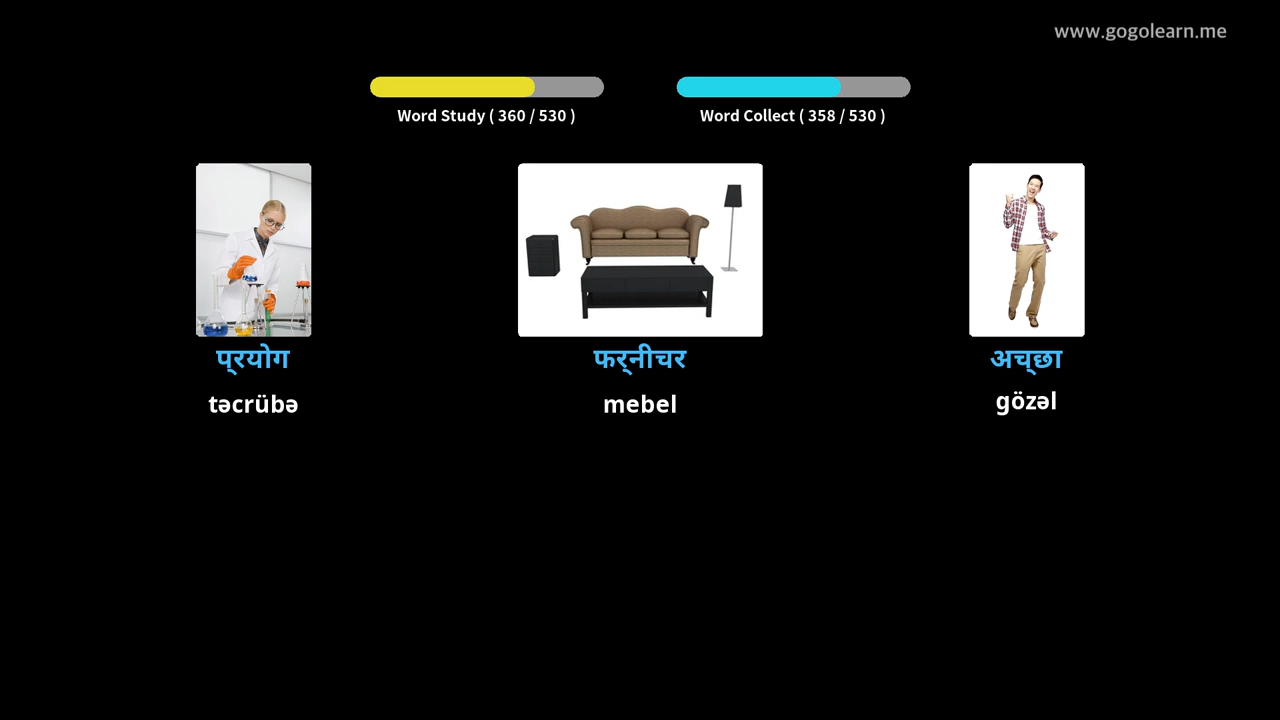 www.gogolearn.me
Word Study ( 360 / 530 )
Word Collect ( 358 / 530 )
प्रयोग
फर्नीचर
अच्छा
təcrübə
mebel
gözəl